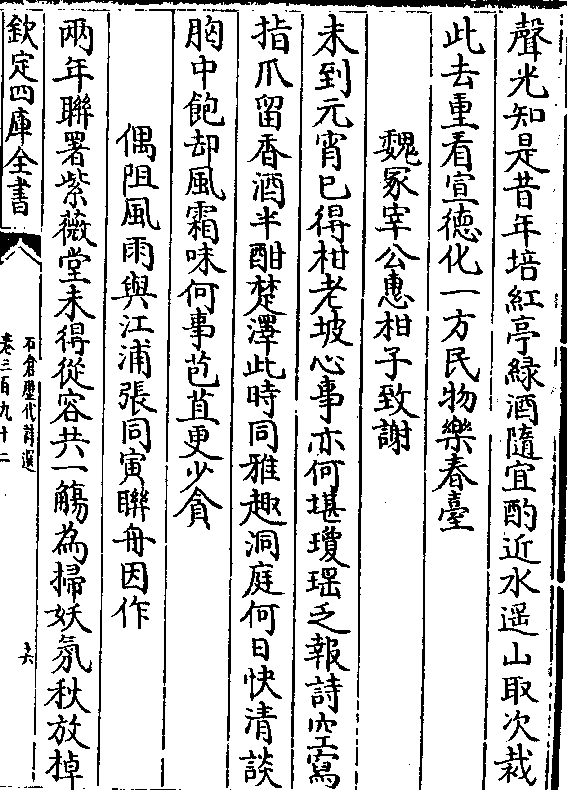 聲光知是昔年培紅亭緑酒隨宜酌近水遥山取次裁
此去重看宣德化一方民物樂春臺
魏冢宰公惠柑子致謝
未到元宵已得柑老坡心事亦何堪瓊瑶乏報詩空寫
指爪留香酒半酣楚澤此時同雅趣洞庭何日快清談
胸中飽却風霜味何事苞苴更少貪
偶阻風雨與江浦張同寅聯舟因作
兩年聯署紫薇堂未得從容共一觴為掃妖氛秋放棹
欽定四庫全書
石倉歷代詩選
卷三百九十二